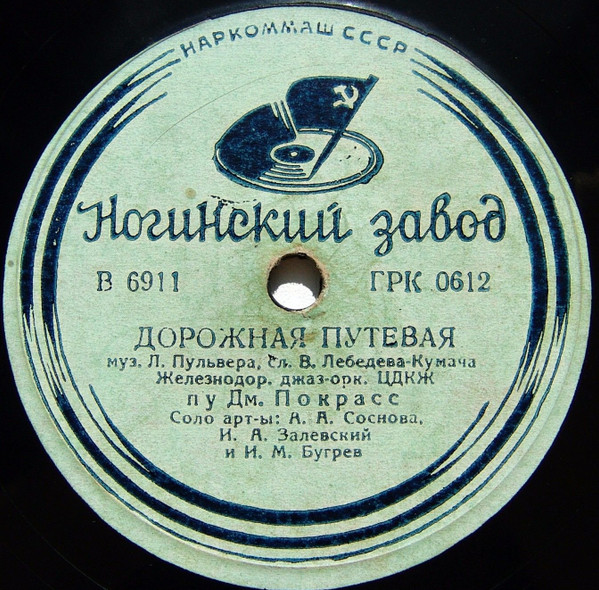 НАРКОММАШ СССР
Ногинский завод
В 6911 ГРК 0612
ДОРОЖНАЯ ПУТЕВАЯ
муз. Л. Пульвера, сл. В. Лебедева-Кумача
Железнодор. джаз-орк. ЦДКЖ
пу Дм. Покрасс
Соло арт-ы: А. А. Соснова,
И. А. Залевский
и И. М. Бугрев